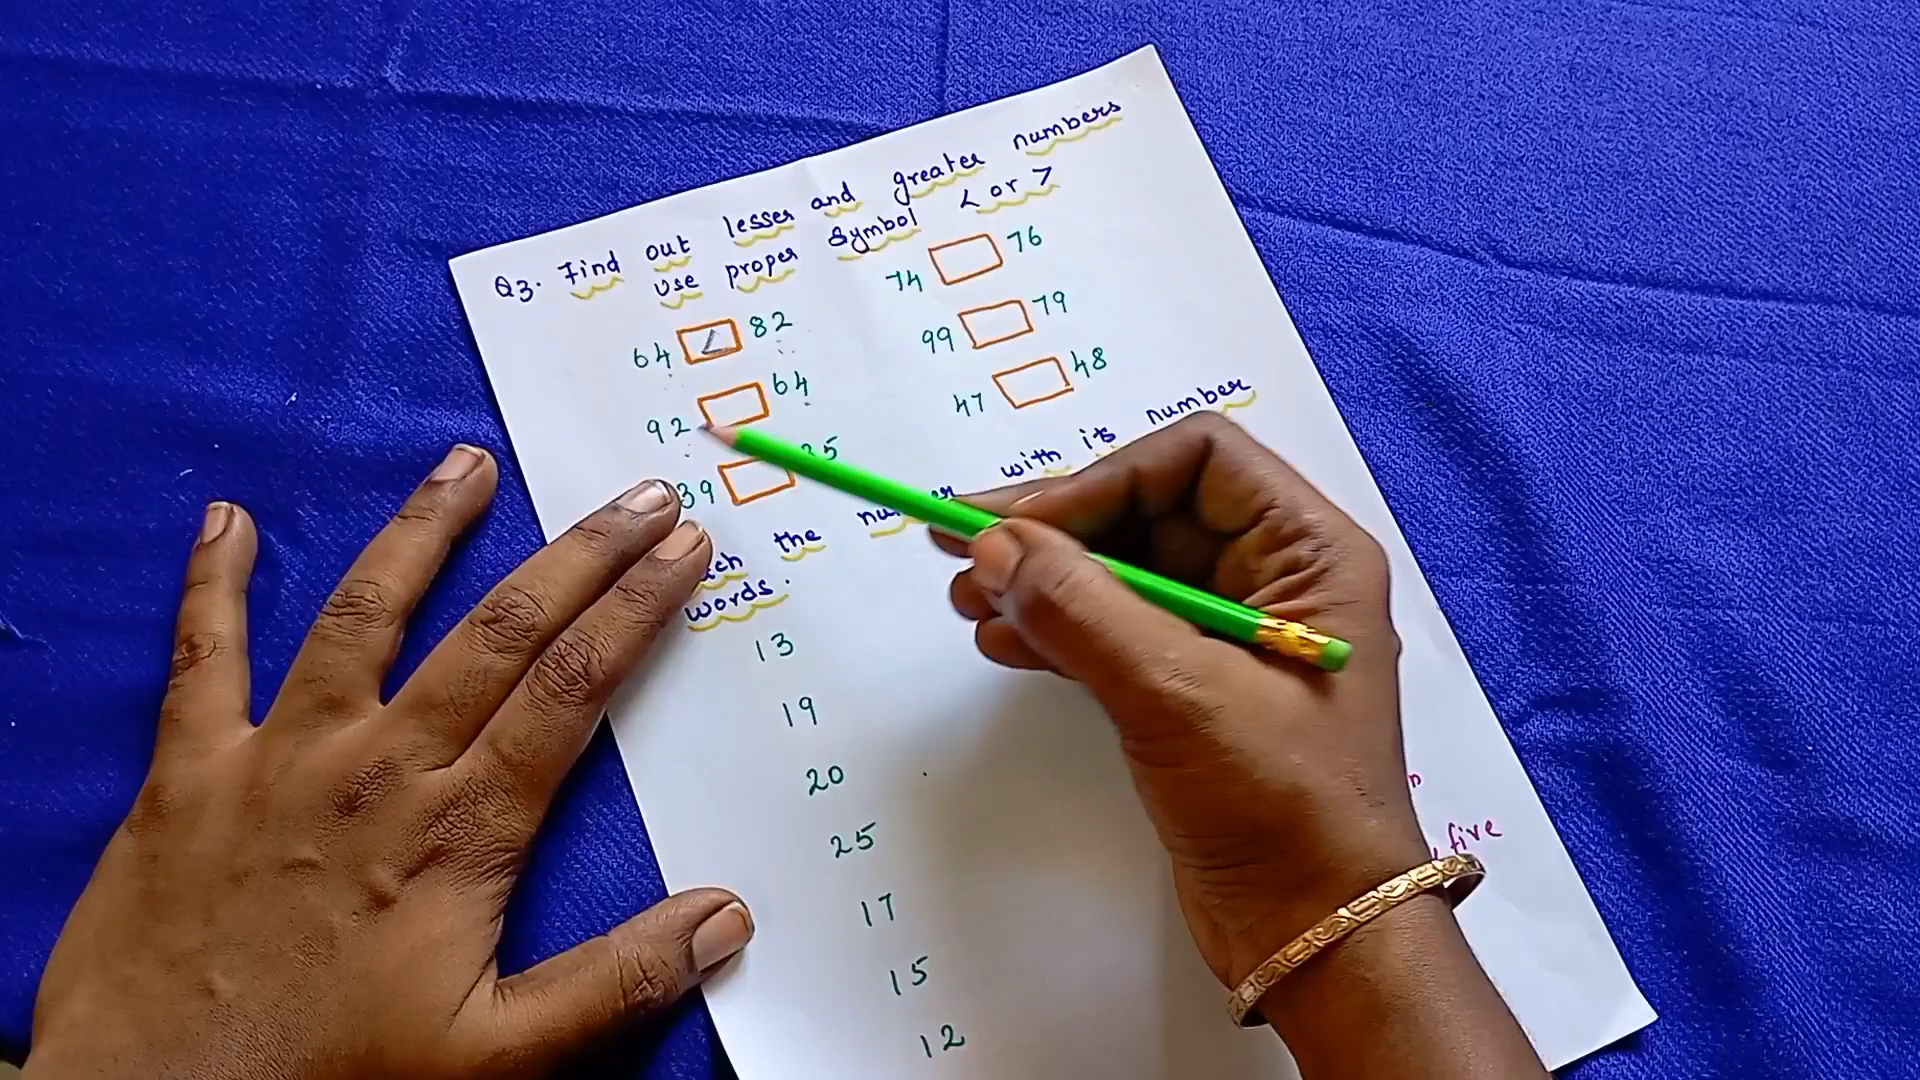 Q3. Find out lesser and greater numbers
use proper symbol < or >
64 < 82
74 76
92 64
99 79
39
47 48
the with its number
words.
13
19
20
25
five
17
15
12